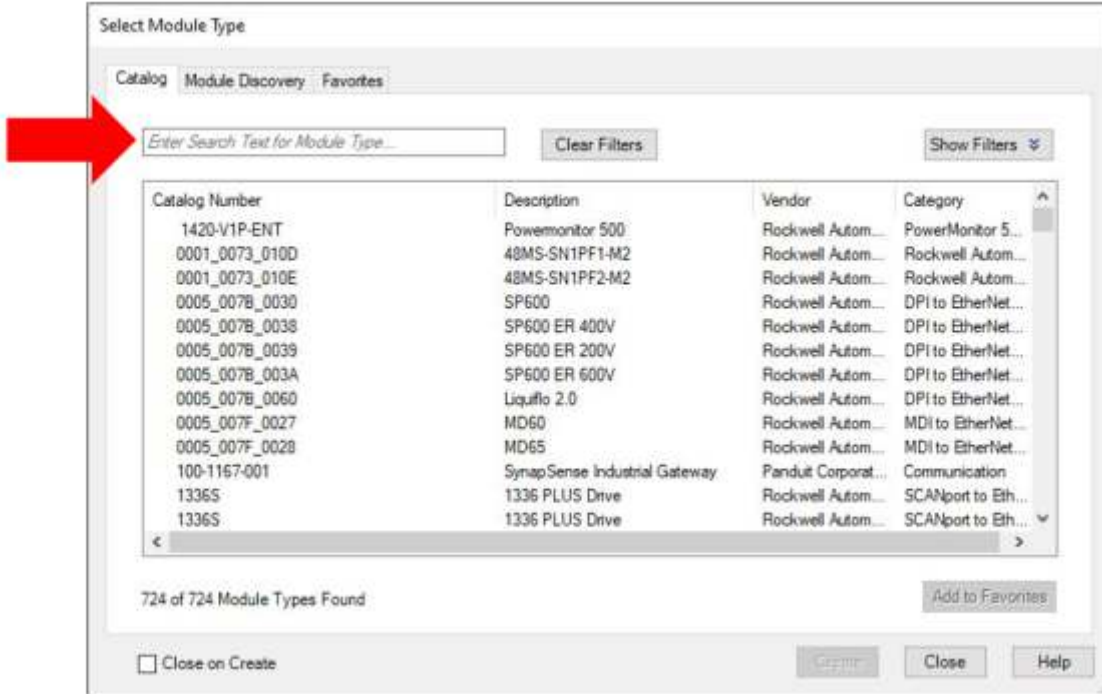 Select Module Type
Catalog Module Discovery Favorites
Enter Search Text for Module Type... Clear Filters Show Filters
Catalog Number Description Vendor Category
1420-V1P-ENT Powermonitor 500 Rockwell Autom... PowerMonitor 5...
0001_0073_010D 48MS-SN1PF1-M2 Rockwell Autom... Rockwell Autom...
0001_0073_010E 48MS-SN1PF2-M2 Rockwell Autom... Rockwell Autom...
0005_007B_0030 SP600 Rockwell Autom... DPI to EtherNet...
0005_007B_0038 SP600 ER 400V Rockwell Autom... DPI to EtherNet...
0005_007B_0039 SP600 ER 200V Rockwell Autom... DPI to EtherNet...
0005_007B_003A SP600 ER 600V Rockwell Autom... DPI to EtherNet...
0005_007B_0060 Liquiflo 2.0 Rockwell Autom... DPI to EtherNet...
0005_007F_0027 MD60 Rockwell Autom... MDI to EtherNet...
0005_007F_0028 MD65 Rockwell Autom... MDI to EtherNet...
100-1167-001 SynapSense Industrial Gateway Panduit Corporat... Communication
1336S 1336 PLUS Drive Rockwell Autom... SCANport to Eth...
1336S 1336 PLUS Drive Rockwell Autom... SCANport to Eth...
724 of 724 Module Types Found Add to Favorites
Close on Create Create Close Help